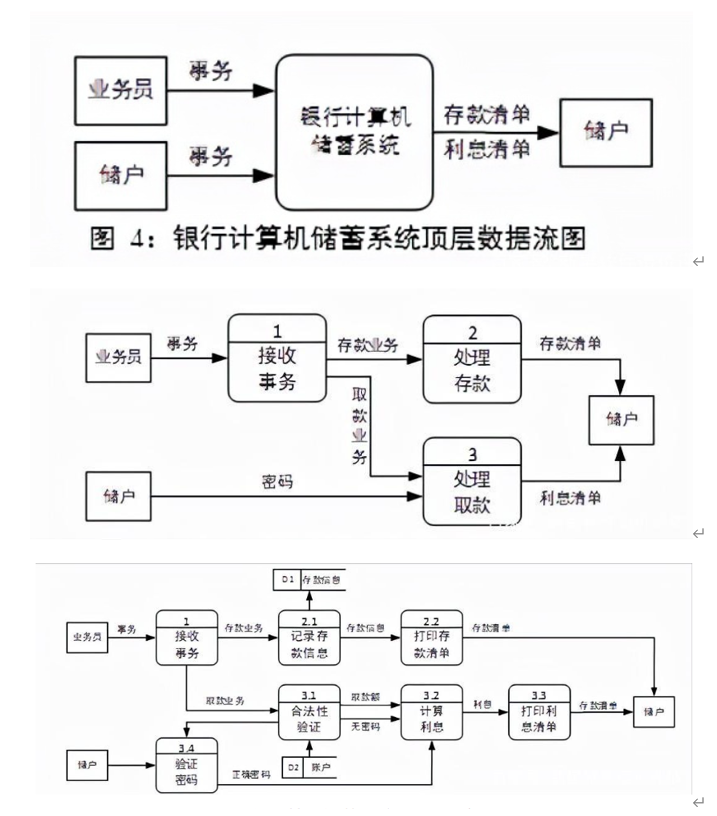 业务员
事务
银行计算机
储蓄系统
存款清单
利息清单
储户
储户
事务
图 4：银行计算机储蓄系统顶层数据流图
业务员
事务
1
接收
事务
存款业务
2
处理
存款
存款清单
取款业务
储户
储户
密码
3
处理
取款
利息清单
D1 存款信息
业务员
事务
1
接收
事务
存款业务
2.1
记录存
款信息
存款信息
2.2
打印存
款清单
存款清单
取款业务
3.1
合法性
验证
取款额
无密码
3.2
计算
利息
利息
3.3
打印利
息清单
存款清单
储户
储户
3.4
验证
密码
正确密码
D2 账户